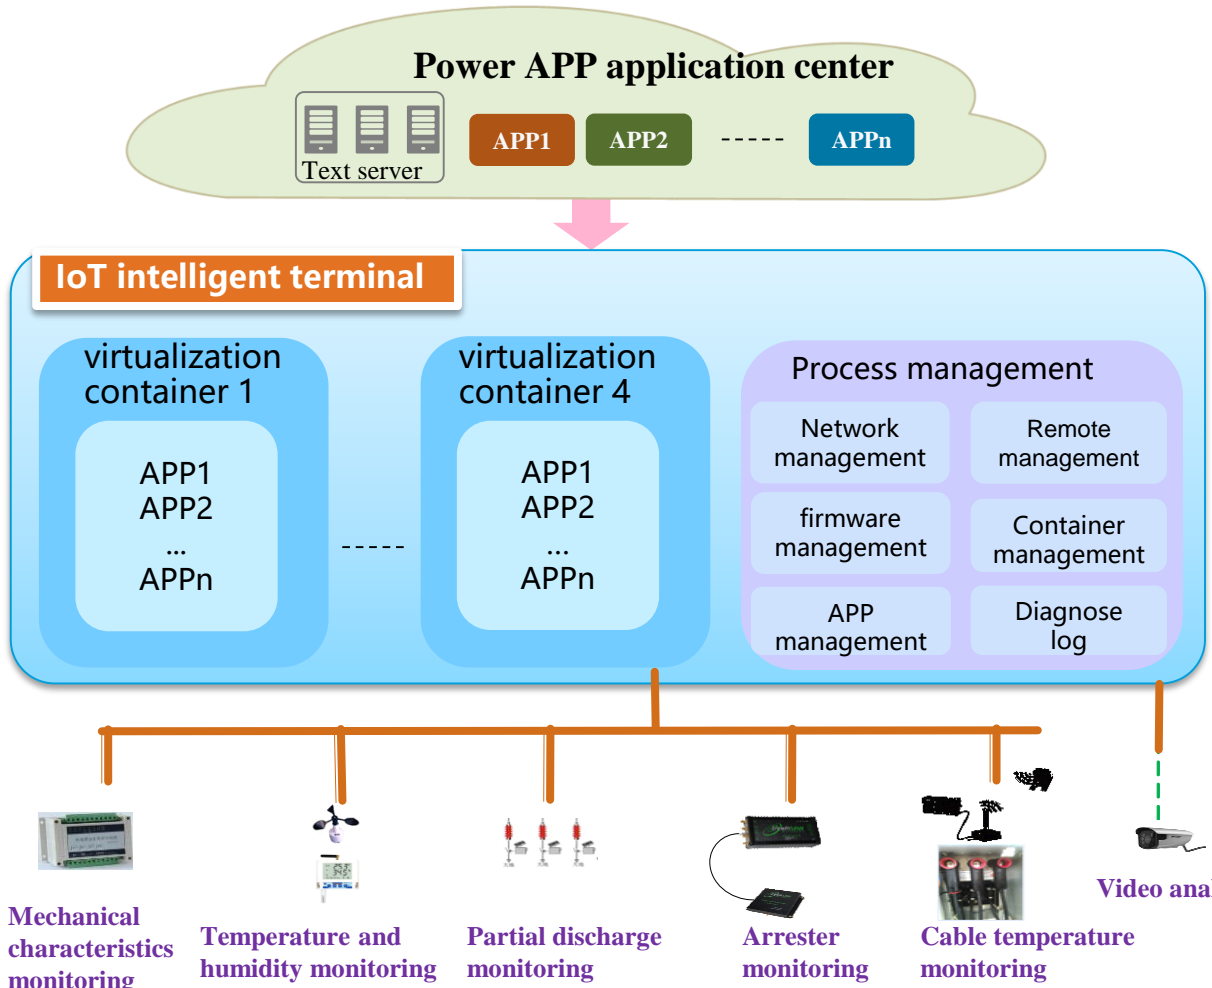 Power APP application center
APP1
APP2
APPn
Text server
IoT intelligent terminal
virtualization
container 1
APP1
APP2
...
APPn
virtualization
container 4
APP1
APP2
...
APPn
Process management
Network
management
Remote
management
firmware
management
Container
management
APP
management
Diagnose
log
Mechanical
characteristics
monitoring
Temperature and
humidity monitoring
Partial discharge
monitoring
Arrester
monitoring
Cable temperature
monitoring
Video anal